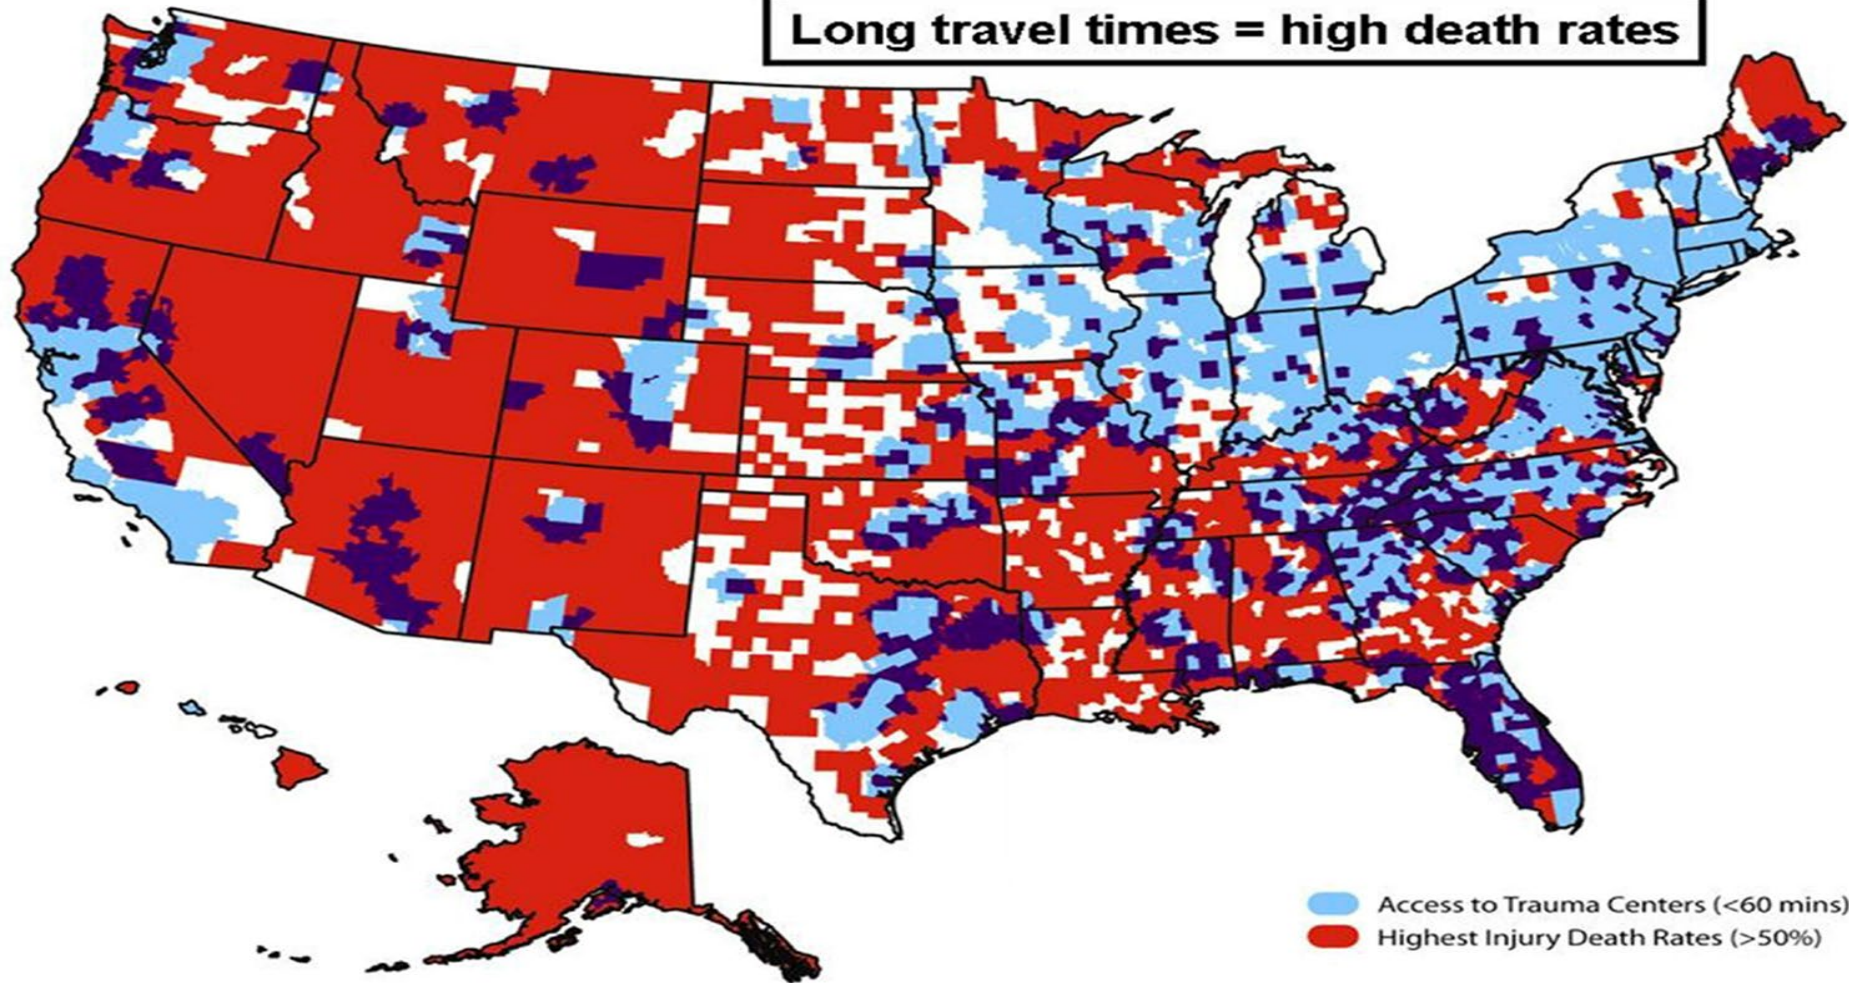 Long travel times = high death rates
Access to Trauma Centers (<60 mins)
Highest Injury Death Rates (>50%)